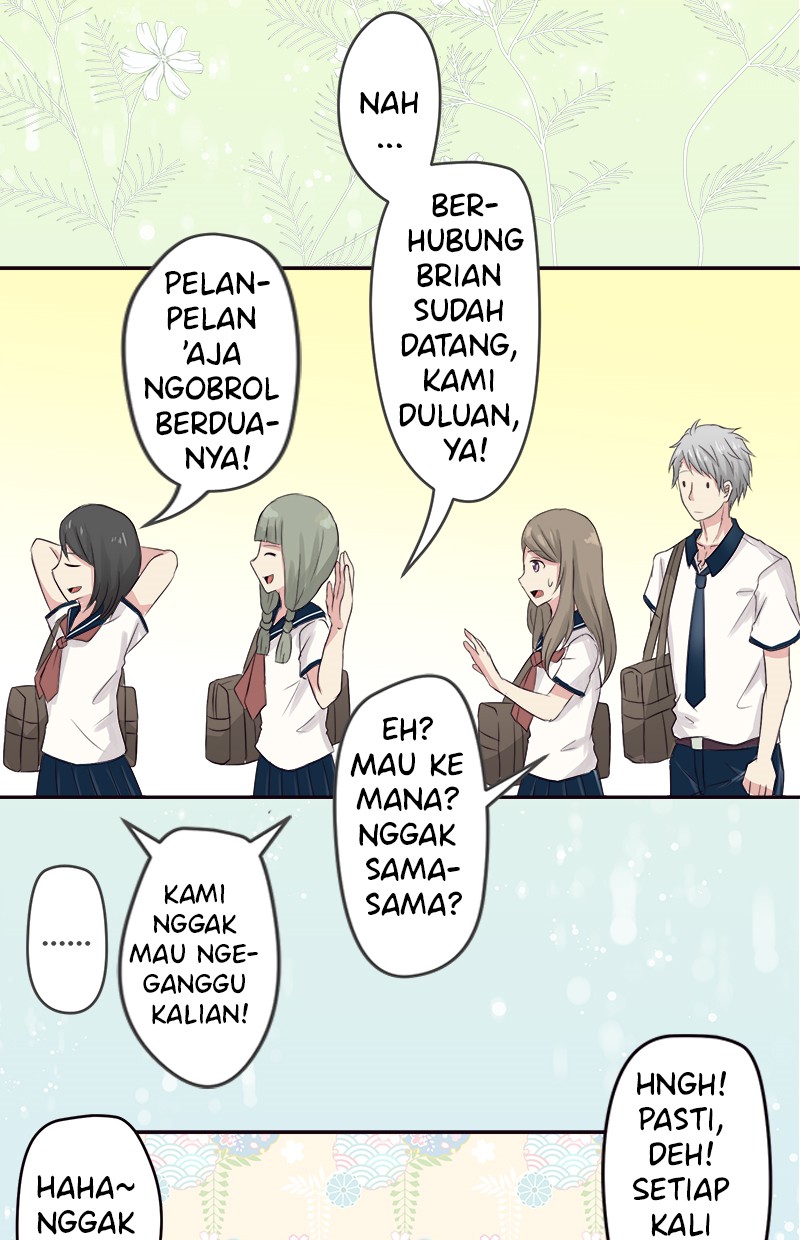 NAH
...
BER-
HUBUNG
BRIAN
SUDAH
DATANG,
KAMI
DULUAN,
YA!
PELAN-
PELAN
'AJA
NGOBROL
BERDUA-
NYA!
EH?
MAU KE
MANA?
NGGAK
SAMA-
SAMA?
KAMI
NGGAK
MAU NGE-
GANGGU
KALIAN!
......
HNGH!
PASTI,
DEH!
SETIAP
KALI
HAHA~
NGGAK